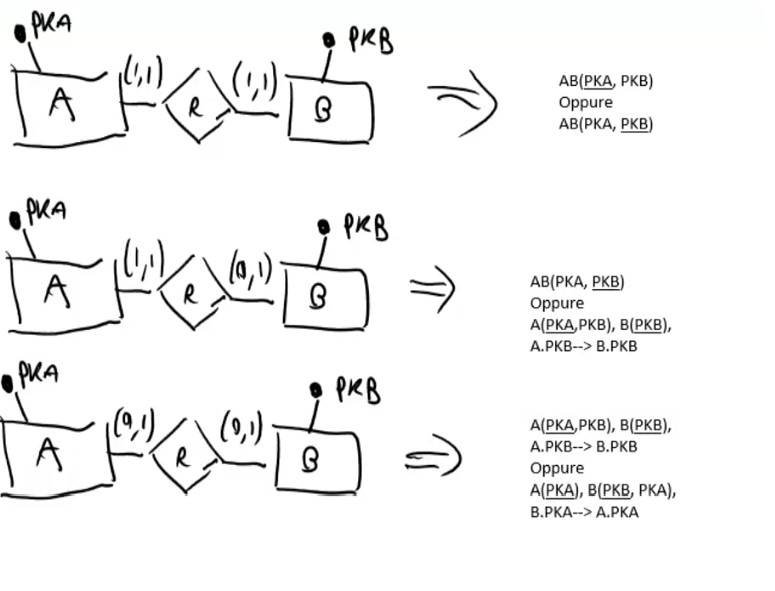 PKA
PKB
(1,1)
(1,1)
A
R
B
AB(PKA, PKB)
Oppure
AB(PKA, PKB)
PKA
PKB
(1,1)
(0,1)
A
R
B
AB(PKA, PKB)
Oppure
A(PKA,PKB), B(PKB),
A.PKB--> B.PKB
PKA
PKB
(0,1)
(0,1)
A
R
B
A(PKA,PKB), B(PKB),
A.PKB--> B.PKB
Oppure
A(PKA), B(PKB, PKA),
B.PKA--> A.PKA